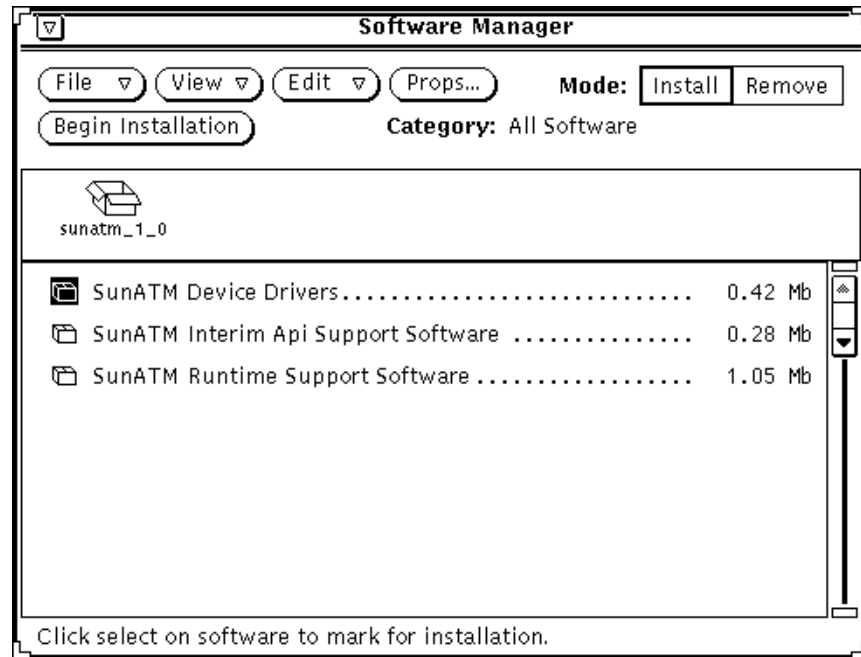 Software Manager
File View Edit Props... Mode: Install Remove
Begin Installation Category: All Software
sunatm_1_0
SunATM Device Drivers............................. 0.42 Mb
SunATM Interim Api Support Software ............... 0.28 Mb
SunATM Runtime Support Software.................. 1.05 Mb
Click select on software to mark for installation.